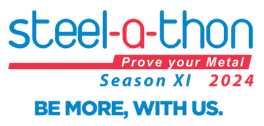 steel-a-thon
Prove your Metal
Season XI 2024
BE MORE, WITH US.